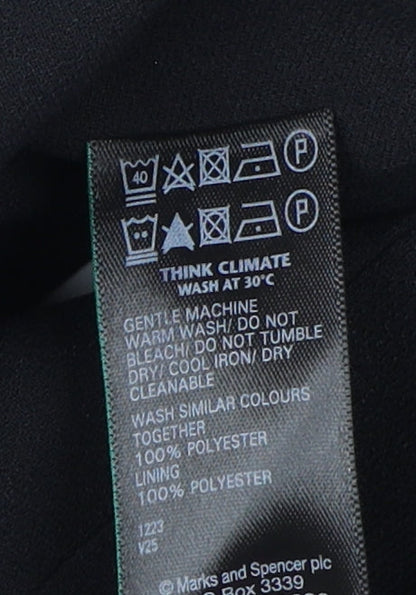 40 P
P
THINK CLIMATE
WASH AT 30°C
GENTLE MACHINE
WARM WASH/ DO NOT
BLEACH/ DO NOT TUMBLE
DRY/ COOL IRON/ DRY
CLEANABLE
WASH SIMILAR COLOURS
TOGETHER
100% POLYESTER
LINING
100% POLYESTER
1223
V25
© Marks and Spencer plc
Box 3339